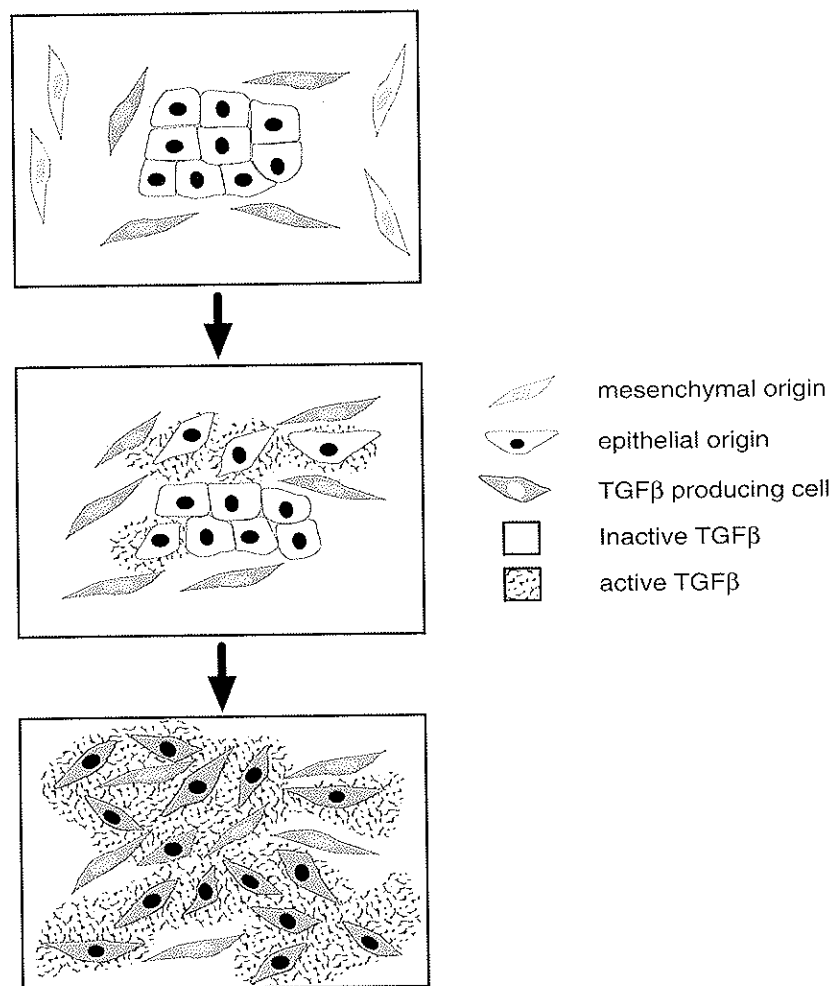 mesenchymal origin
epithelial origin
TGFβ producing cell
Inactive TGFβ
active TGFβ